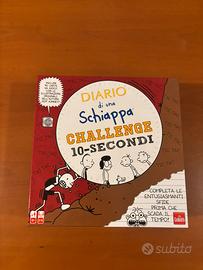 DIARIO
di una
Schiappa
CHALLENGE
10-SECONDI
COMPLETA LE
ENTUSIASMANTI
SFIDE
PRIMA CHE
SCADA IL
TEMPO!
subito